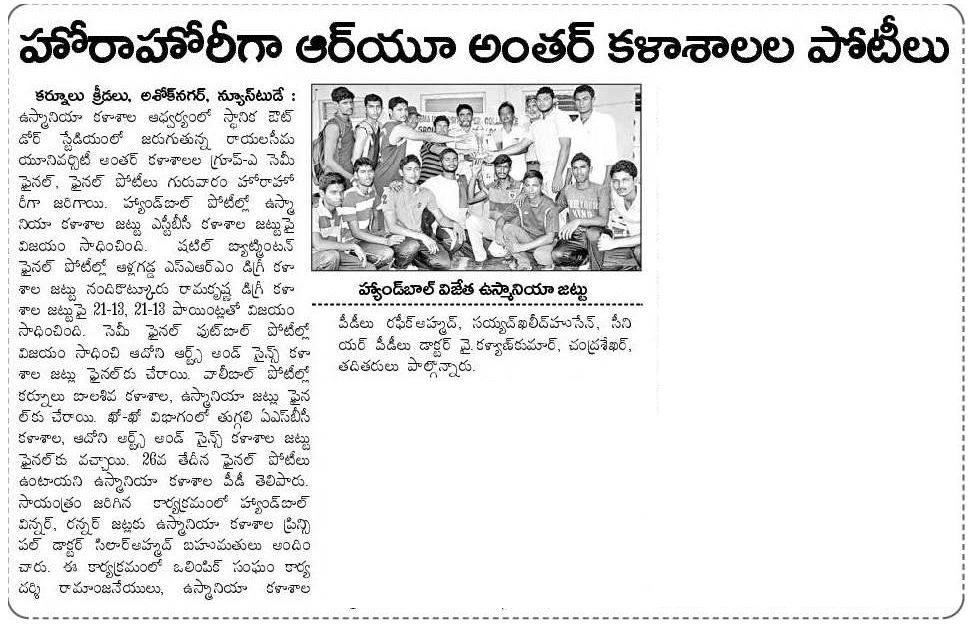 హోరాహోరీగా ఆర్‌యూ అంతర్ కళాశాలల పోటీలు
కర్నూలు క్రీడలు, అశోక్‌నగర్, న్యూస్‌టుడే :
ఉస్మానియా కళాశాల ఆధ్వర్యంలో స్థానిక ఔట్
డోర్ స్టేడియంలో జరుగుతున్న రాయలసీమ
యూనివర్సిటీ అంతర్ కళాశాలల గ్రూప్-ఎ సెమీ
ఫైనల్, ఫైనల్ పోటీలు గురువారం హోరాహో
రీగా జరిగాయి. హ్యాండ్‌బాల్ పోటీల్లో ఉస్మా
నియా కళాశాల జట్టు ఎస్టీబీసీ కళాశాల జట్టుపై
విజయం సాధించింది. షటిల్ బ్యాట్మింటన్
ఫైనల్ పోటీల్లో ఆళ్లగడ్డ ఎస్‌ఆర్‌ఎం డిగ్రీ కళా
శాల జట్టు నందికొట్కూరు రామకృష్ణ డిగ్రీ కళా
శాల జట్టుపై 21-13, 21-13 పాయింట్లతో విజయం
సాధించింది. సెమీ ఫైనల్ ఫుట్‌బాల్ పోటీల్లో
విజయం సాధించి ఆదోని ఆర్ట్స్ అండ్ సైన్స్ కళా
శాల జట్లు ఫైనల్‌కు చేరాయి. వాలీబాల్ పోటీల్లో
కర్నూలు బాలశివ కళాశాల, ఉస్మానియా జట్లు ఫైన
ల్‌కు చేరాయి. ఖో-ఖో విభాగంలో తుగ్గలి ఏఎస్‌బీసీ
కళాశాల, ఆదోని ఆర్ట్స్ అండ్ సైన్స్ కళాశాల జట్టు
ఫైనల్‌కు వచ్చాయి. 26వ తేదీన ఫైనల్ పోటీలు
ఉంటాయని ఉస్మానియా కళాశాల పీడీ తెలిపారు.
సాయంత్రం జరిగిన కార్యక్రమంలో హ్యాండ్‌బాల్
విన్నర్, రన్నర్ జట్లకు ఉస్మానియా కళాశాల ప్రిన్సి
పల్ డాక్టర్ సిలార్‌అహ్మద్ బహుమతులు అందిం
చారు. ఈ కార్యక్రమంలో ఒలింపిక్ సంఘం కార్య
దర్శి రామాంజనేయులు, ఉస్మానియా కళాశాల
హ్యాండ్‌బాల్ విజేత ఉస్మానియా జట్టు
పీడీలు రఫీక్‌అహ్మద్, సయ్యద్‌ఖలీద్‌హుసేన్, సీని
యర్ పీడీలు డాక్టర్ వై.కళ్యాణ్‌కుమార్, చంద్రశేఖర్,
తదితరులు పాల్గొన్నారు.